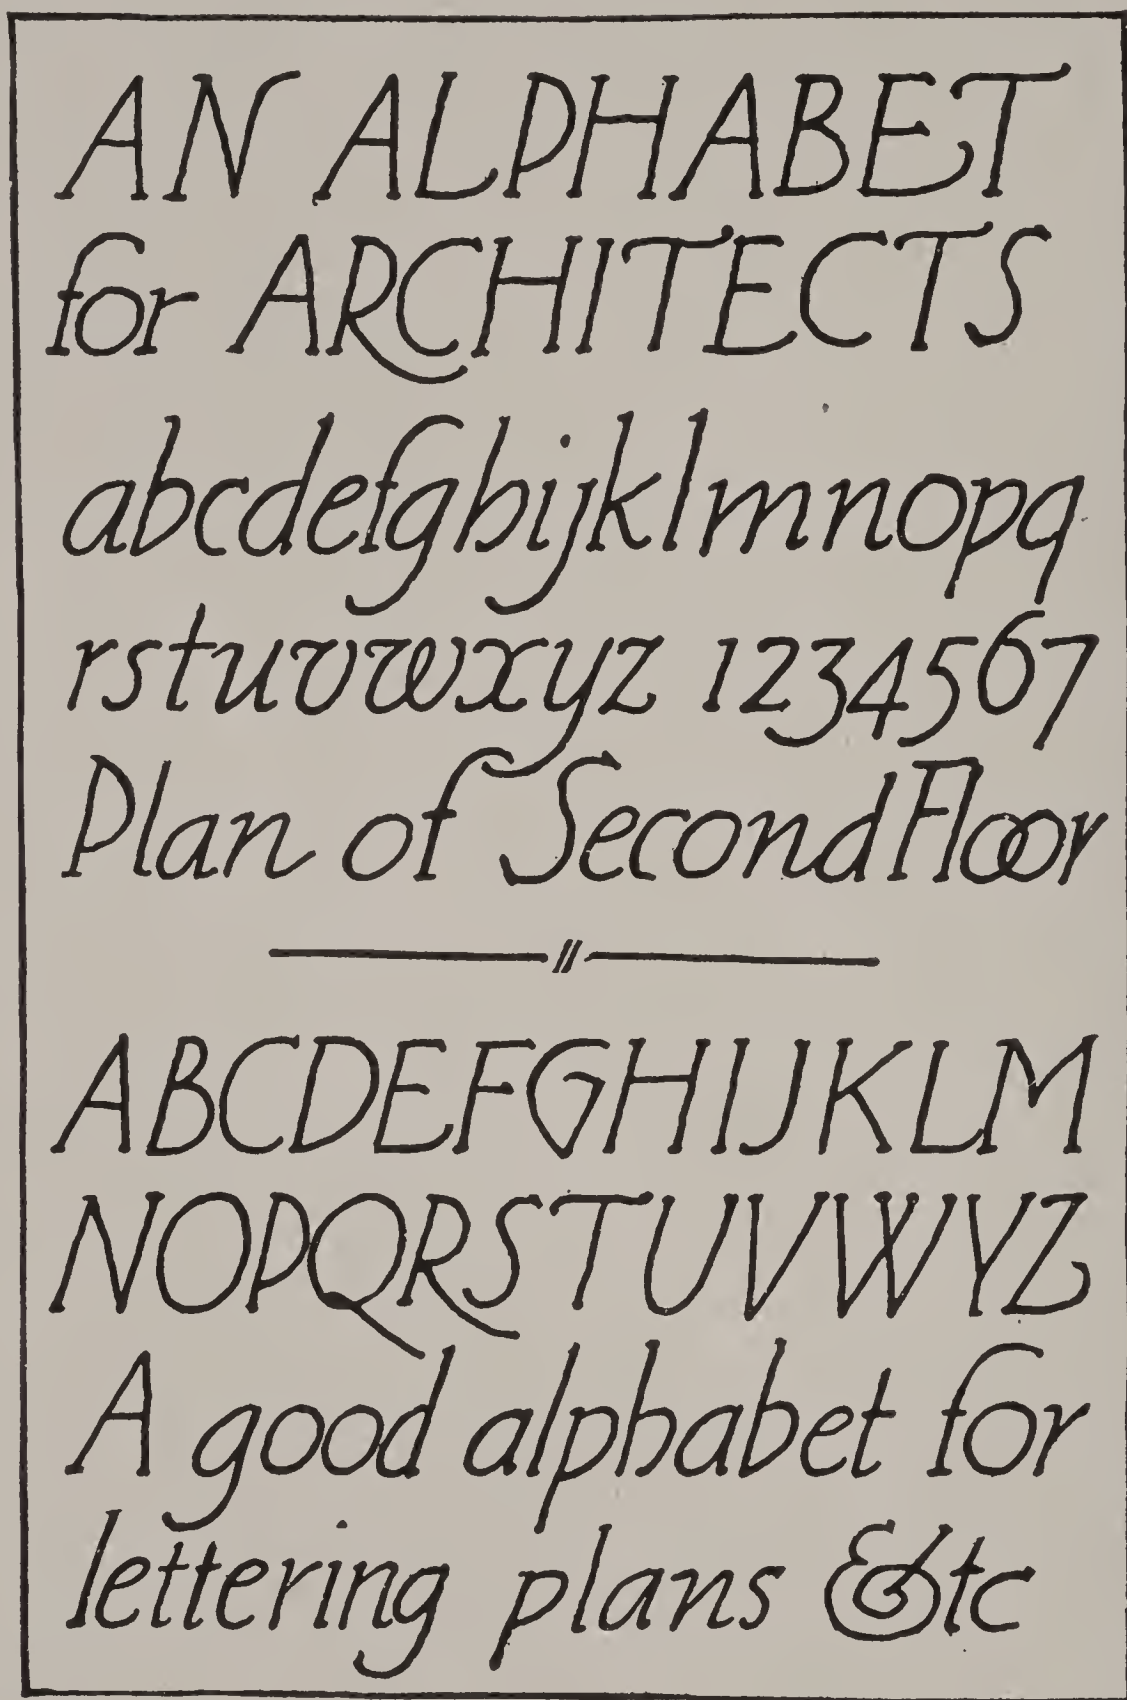 AN ALPHABET
for ARCHITECTS
abcdefghijklmnopq
rstuvwxyz 1234567
Plan of Second Floor
ABCDEFGHIJKLM
NOPQRSTUVWYZ
A good alphabet for
lettering plans &tc